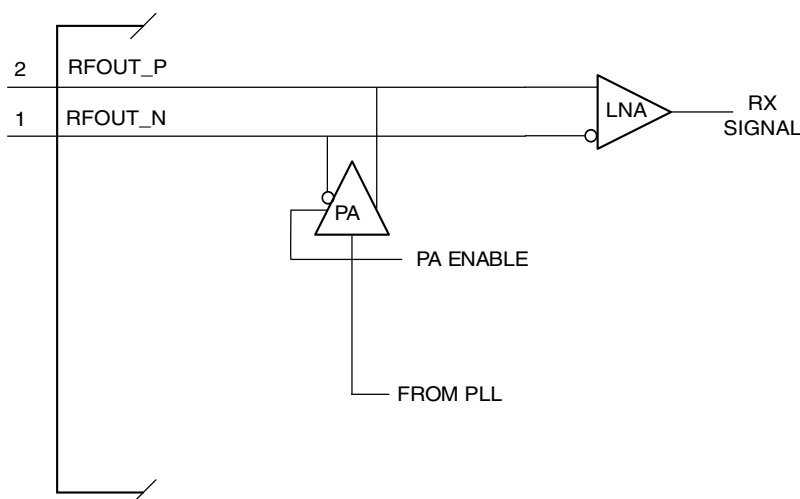 2 RFOUT_P
1 RFOUT_N
LNA
RX
SIGNAL
PA
PA ENABLE
FROM PLL